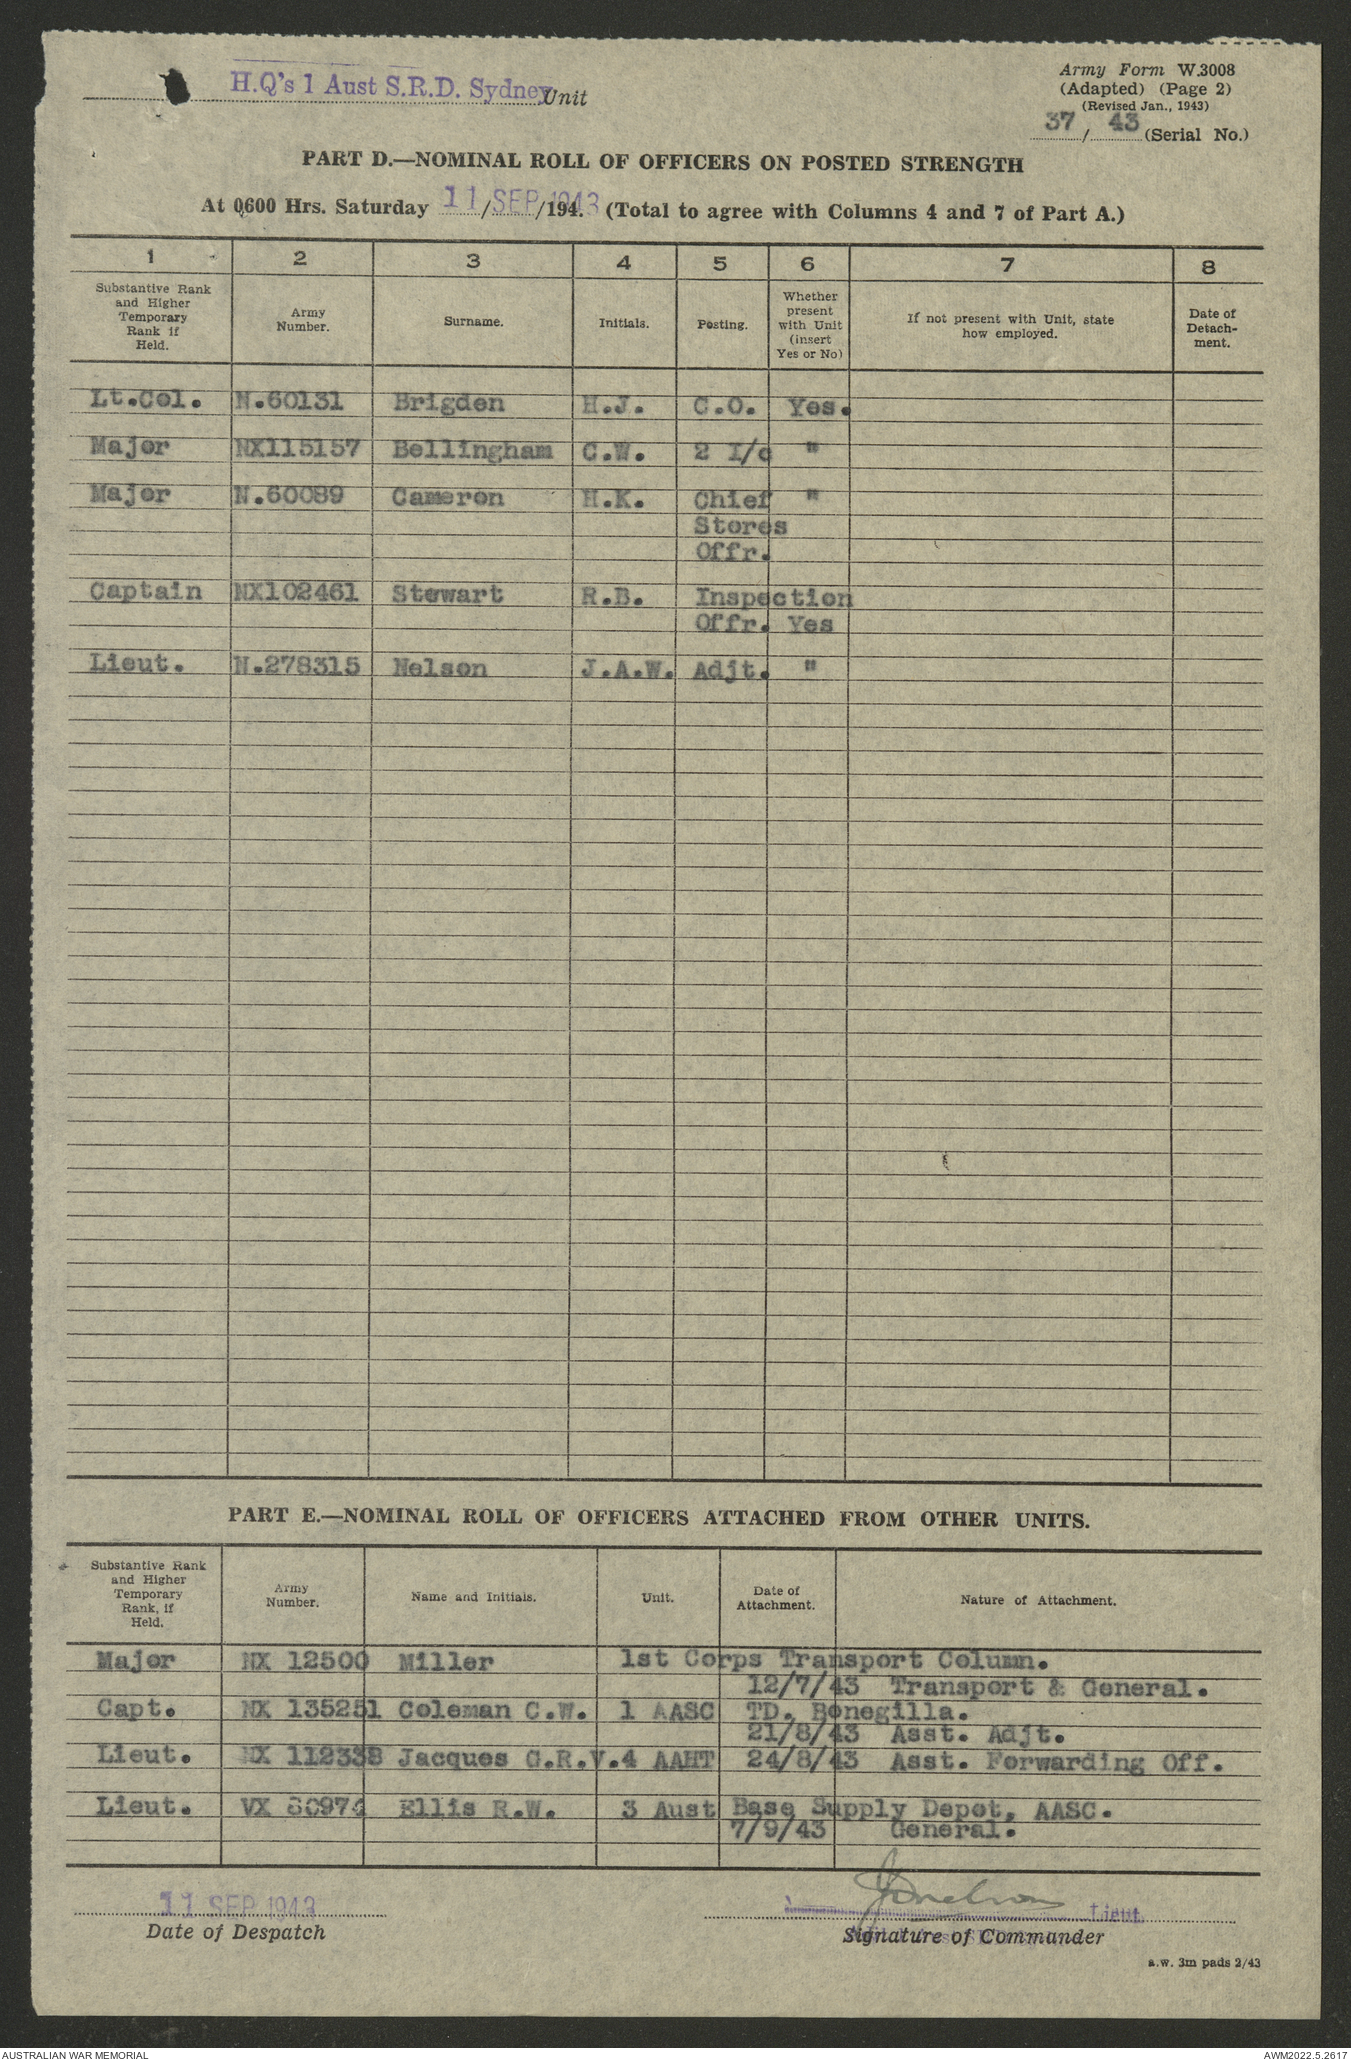 H.Q's 1 Aust S.R.D. Sydney Unit
Army Form W.3008
(Adapted) (Page 2)
(Revised Jan., 1943)
37 / 43 (Serial No.)
PART D.—NOMINAL ROLL OF OFFICERS ON POSTED STRENGTH
At 0600 Hrs. Saturday 11/SEP/1943. (Total to agree with Columns 4 and 7 of Part A.)
1 2 3 4 5 6 7 8
Substantive Rank and Higher Temporary Rank if Held. Army Number. Surname. Initials. Posting. Whether present with Unit (insert Yes or No) If not present with Unit, state how employed. Date of Detach-ment.
Lt.Col. N.60131 Brigden H.J. C.O. Yes.
Major NX115157 Bellingham C.W. 2 I/c "
Major N.60089 Cameron H.K. Chief "
Stores
Offr.
Captain NX102461 Stewart R.B. Inspection
Offr. Yes
Lieut. N.278315 Nelson J.A.W. Adjt. "
PART E.—NOMINAL ROLL OF OFFICERS ATTACHED FROM OTHER UNITS.
Substantive Rank and Higher Temporary Rank, if Held. Army Number. Name and Initials. Unit. Date of Attachment. Nature of Attachment.
Major NX 12500 Miller 1st Corps Transport Column.
12/7/43 Transport & General.
Capt. NX 135251 Coleman C.W. 1 AASC TD. Bonegilla.
21/8/43 Asst. Adjt.
Lieut. NX 112338 Jacques G.R.V. 4 AAHT 24/8/43 Asst. Forwarding Off.
Lieut. VX Ellis R.W. 3 Aust Base Supply Depot, AASC.
7/9/43 General.
11 SEP 1943
Date of Despatch
Lieut.
Signature of Commander
a.w. 3m pads 2/43
AUSTRALIAN WAR MEMORIAL
AWM2022.5.2617